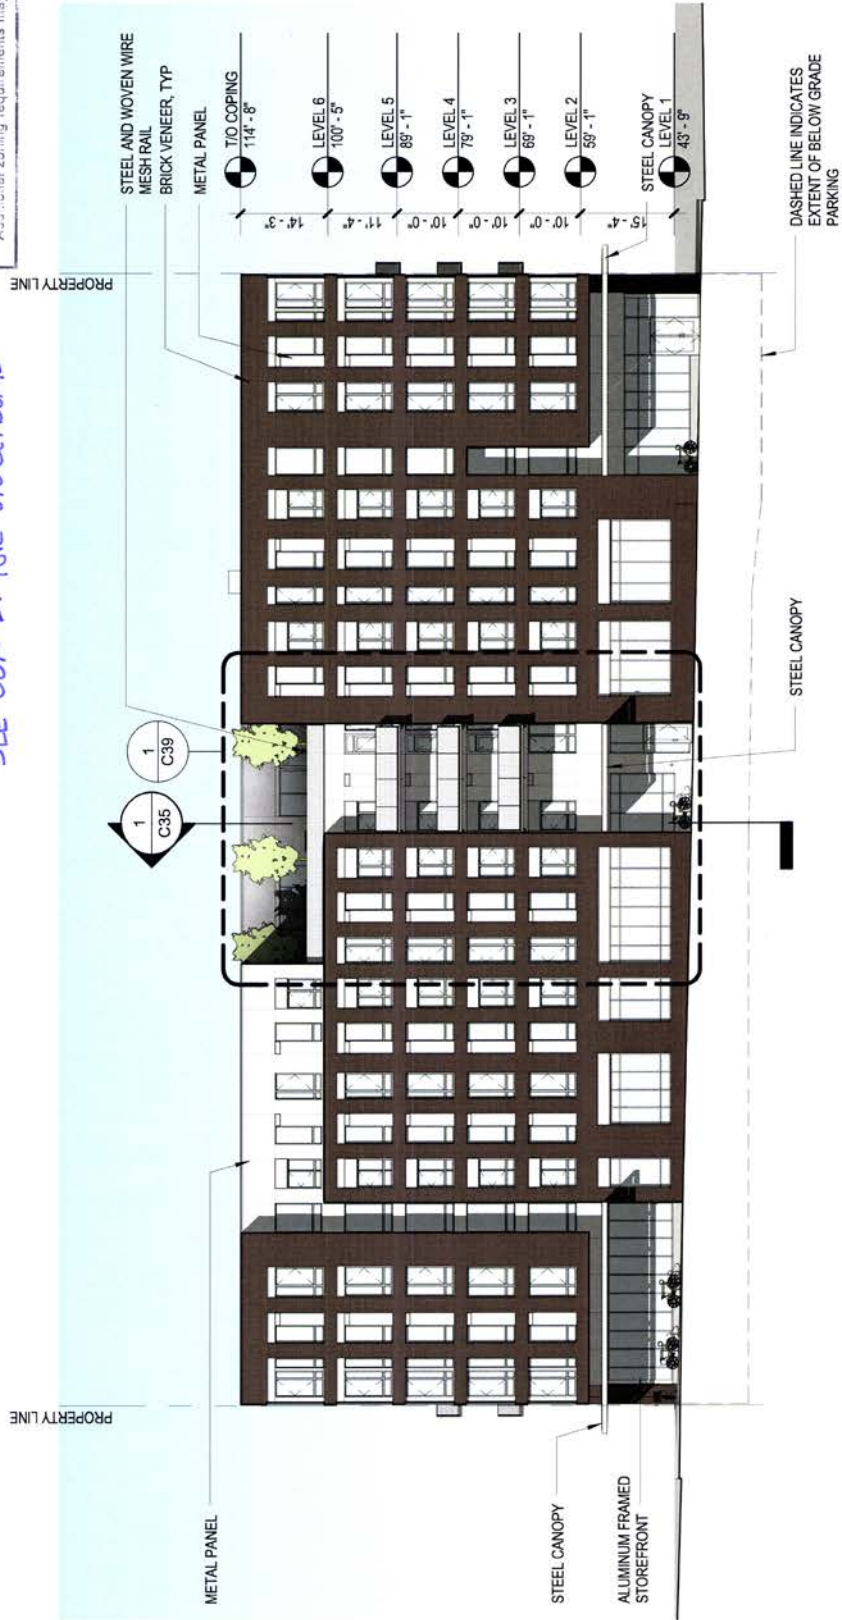 Additional zoning requirements may
STEEL AND WOVEN WIRE
MESH RAIL
BRICK VENEER, TYP
METAL PANEL
PROPERTY LINE
T/O COPING
114' - 8"
LEVEL 6
100' - 5"
LEVEL 5
89' - 1"
LEVEL 4
79' - 1"
LEVEL 3
69' - 1"
LEVEL 2
59' - 1"
STEEL CANOPY
LEVEL 1
43' - 9"
14' - 3"
11' - 4"
10' - 0"
10' - 0"
10' - 0"
15' - 4"
DASHED LINE INDICATES
EXTENT OF BELOW GRADE
PARKING
1
C39
1
C35
STEEL CANOPY
PROPERTY LINE
METAL PANEL
STEEL CANOPY
ALUMINUM FRAMED
STOREFRONT